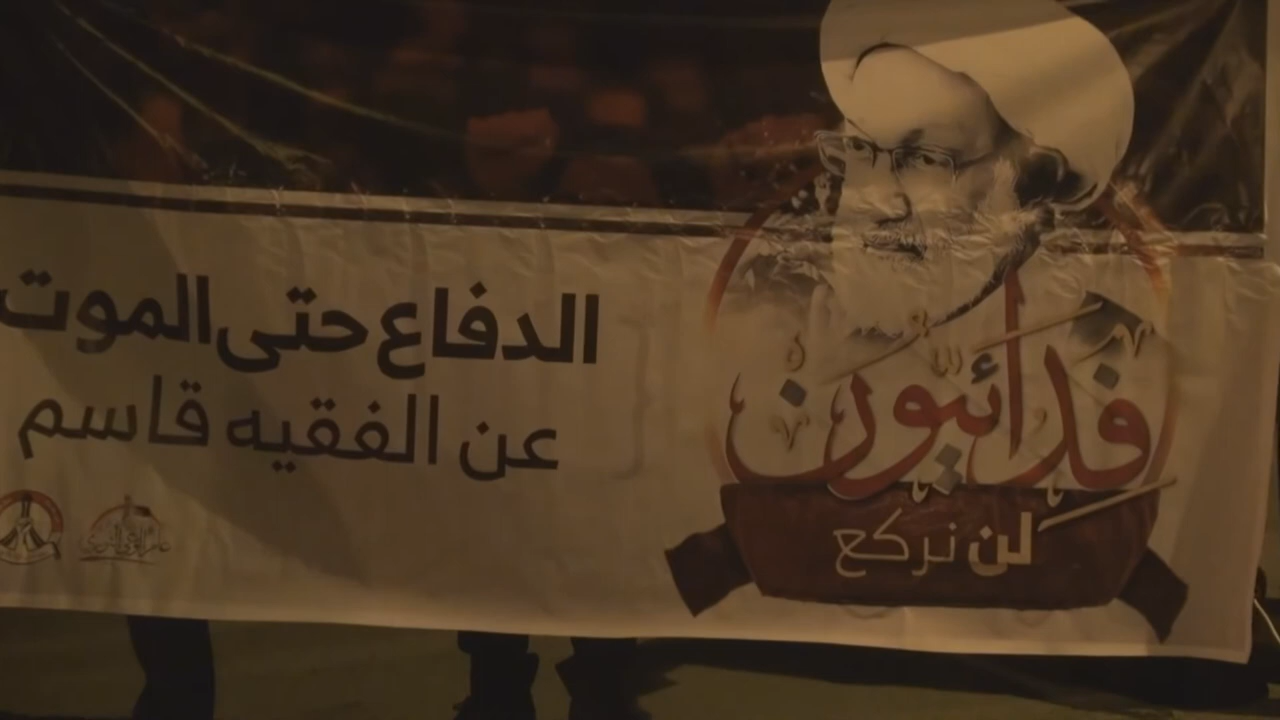 الدفاع حتى الموت
عن الفقيه قاسم
فدائيون
لن نركع